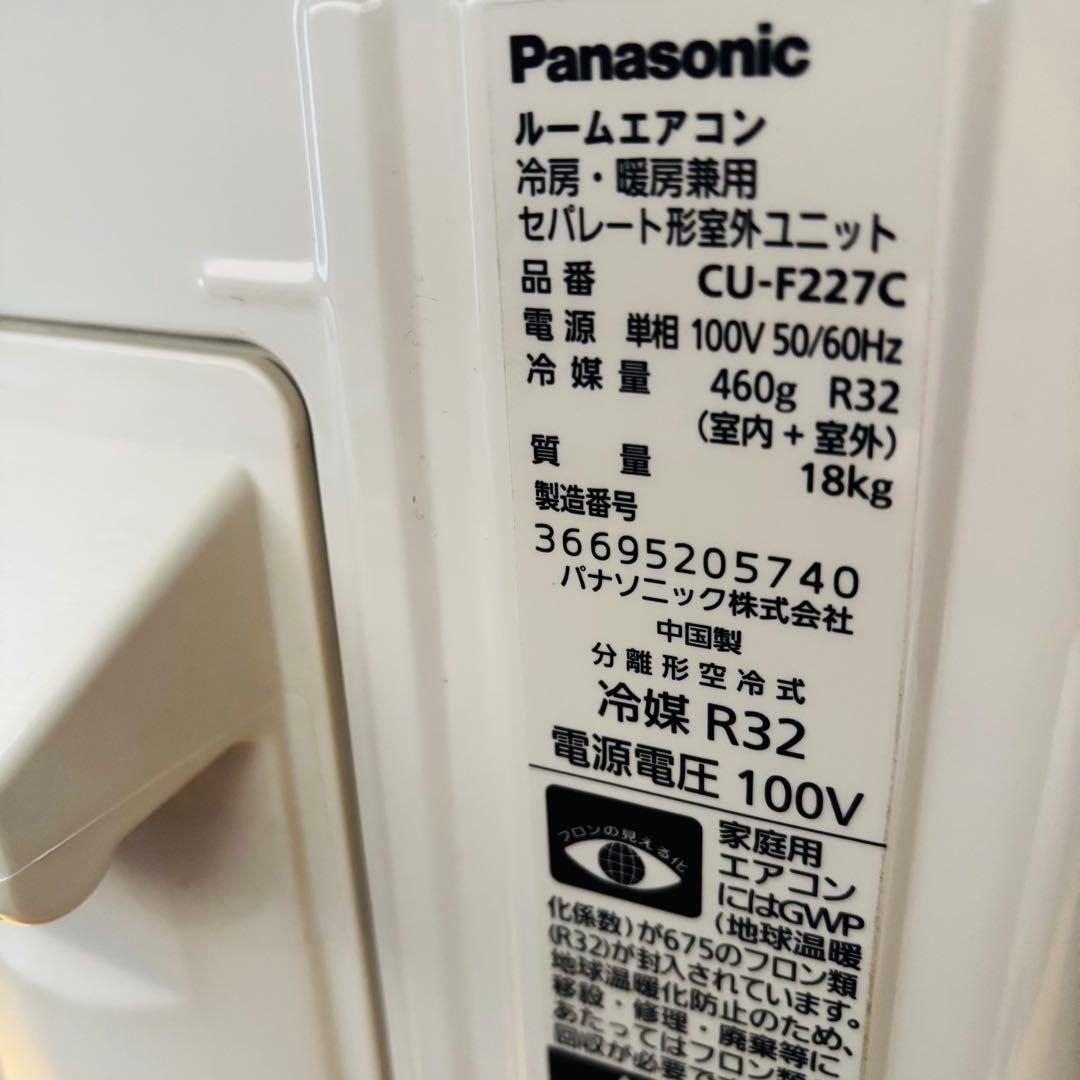 Panasonic
ルームエアコン
冷房・暖房兼用
セパレート形室外ユニット
品番 CU-F227C
電源 単相 100V 50/60Hz
冷媒量 460g R32
(室内+室外)
質量 18kg
製造番号
36695205740
パナソニック株式会社
中国製
分離形空冷式
冷媒 R32
電源電圧 100V
フロンの見える化
家庭用
エアコン
にはGWP
(地球温暖
化係数)が675のフロン類
(R32)が封入されています。
地球温暖化防止のため、
移設・修理・廃棄等に
あたってはフロン類
回収が必要で